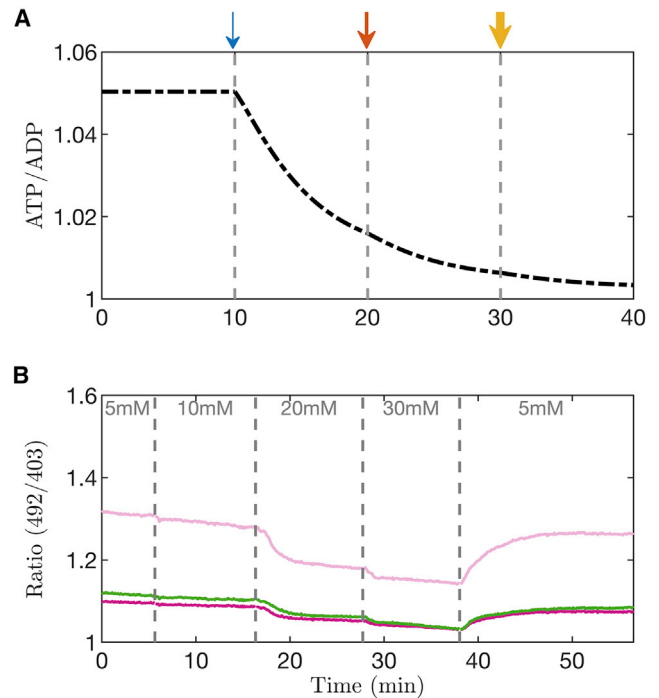 A
1.06
1.04
1.02
1
ATP/ADP
0 10 20 30 40
B
1.6
1.4
1.2
1
Ratio (492/403)
5mM 10mM 20mM 30mM 5mM
0 10 20 30 40 50
Time (min)